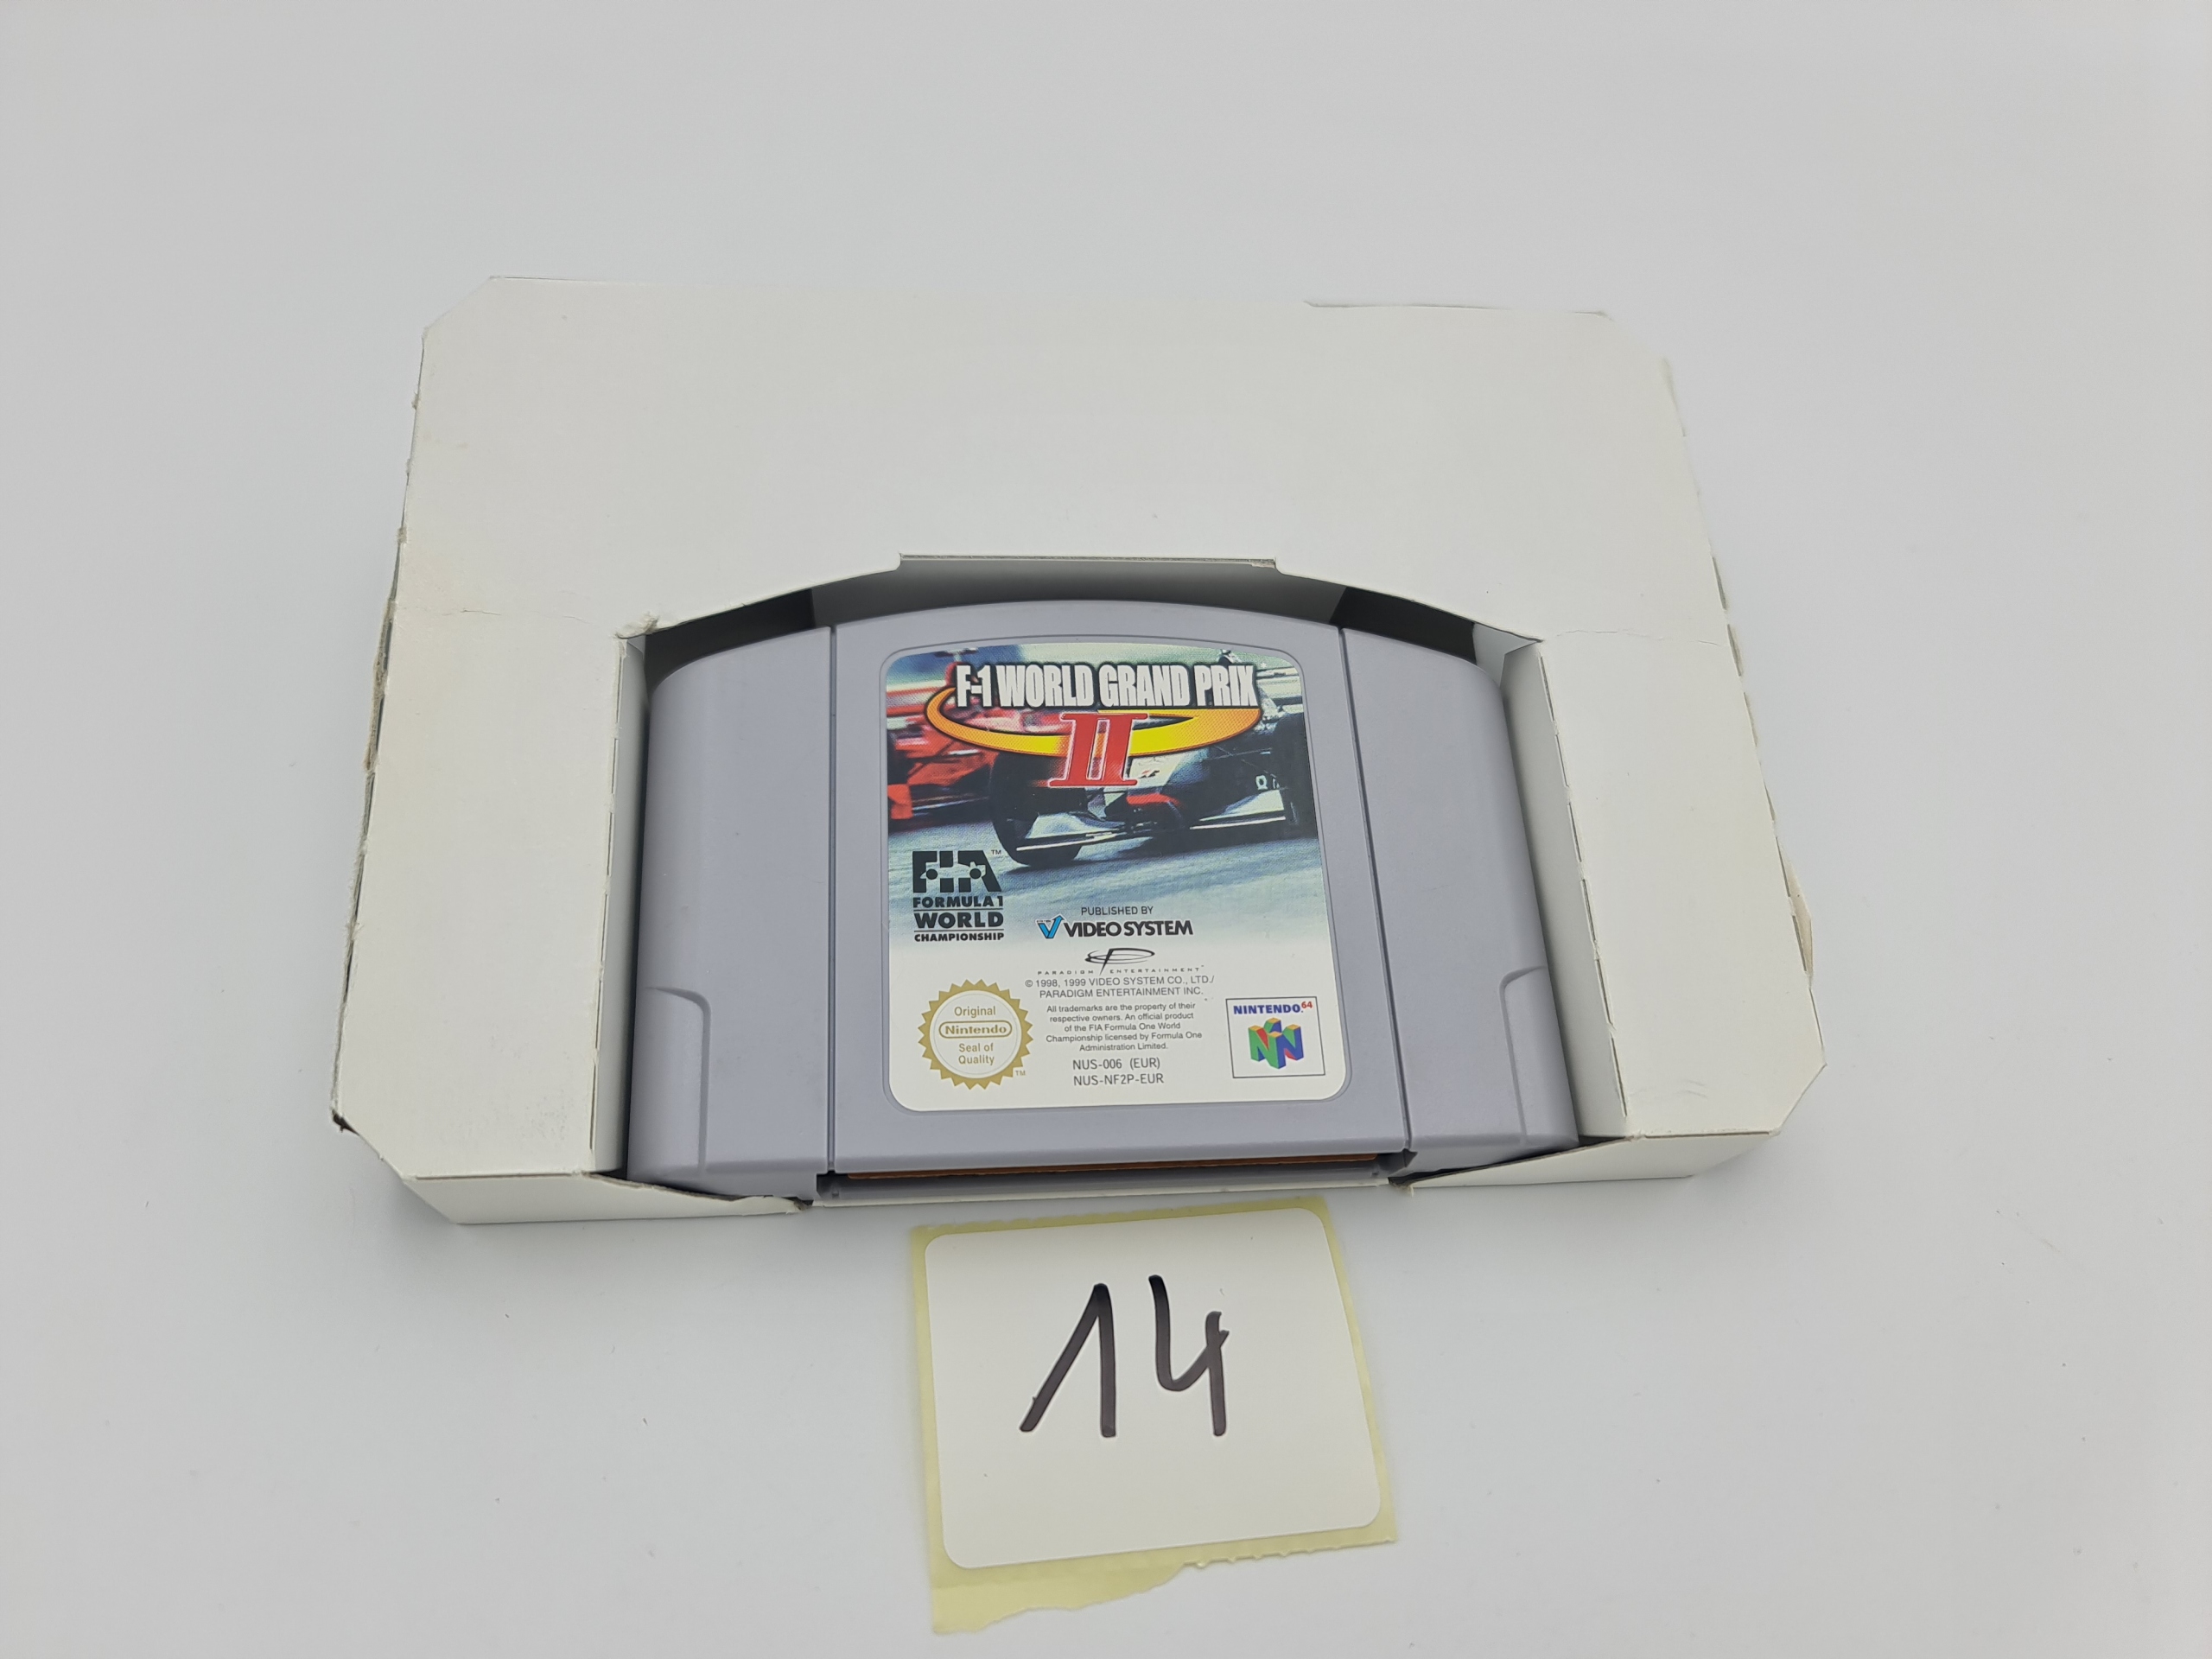 F-1 WORLD GRAND PRIX
II
FIA™
FORMULA 1
WORLD
CHAMPIONSHIP
PUBLISHED BY
VIDEO SYSTEM
PARADIGM ENTERTAINMENT™
© 1998, 1999 VIDEO SYSTEM CO., LTD./
PARADIGM ENTERTAINMENT INC.
All trademarks are the property of their
respective owners. An official product
of the FIA Formula One World
Championship licensed by Formula One
Administration Limited.
NUS-006 (EUR)
NUS-NF2P-EUR
Original
Nintendo
Seal of
Quality
TM
NINTENDO64
14